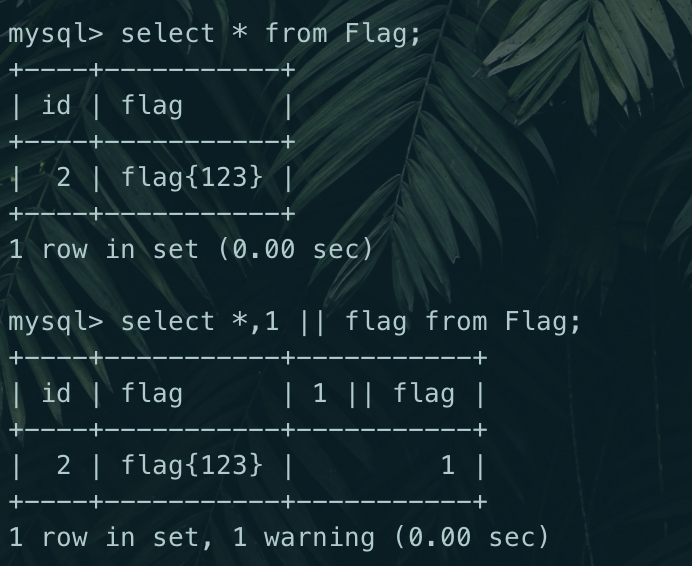 mysql> select * from Flag;
+----+-----------+
| id | flag      |
+----+-----------+
|  2 | flag{123} |
+----+-----------+
1 row in set (0.00 sec)
mysql> select *,1 || flag from Flag;
+----+-----------+-----------+
| id | flag      | 1 || flag |
+----+-----------+-----------+
|  2 | flag{123} |         1 |
+----+-----------+-----------+
1 row in set, 1 warning (0.00 sec)